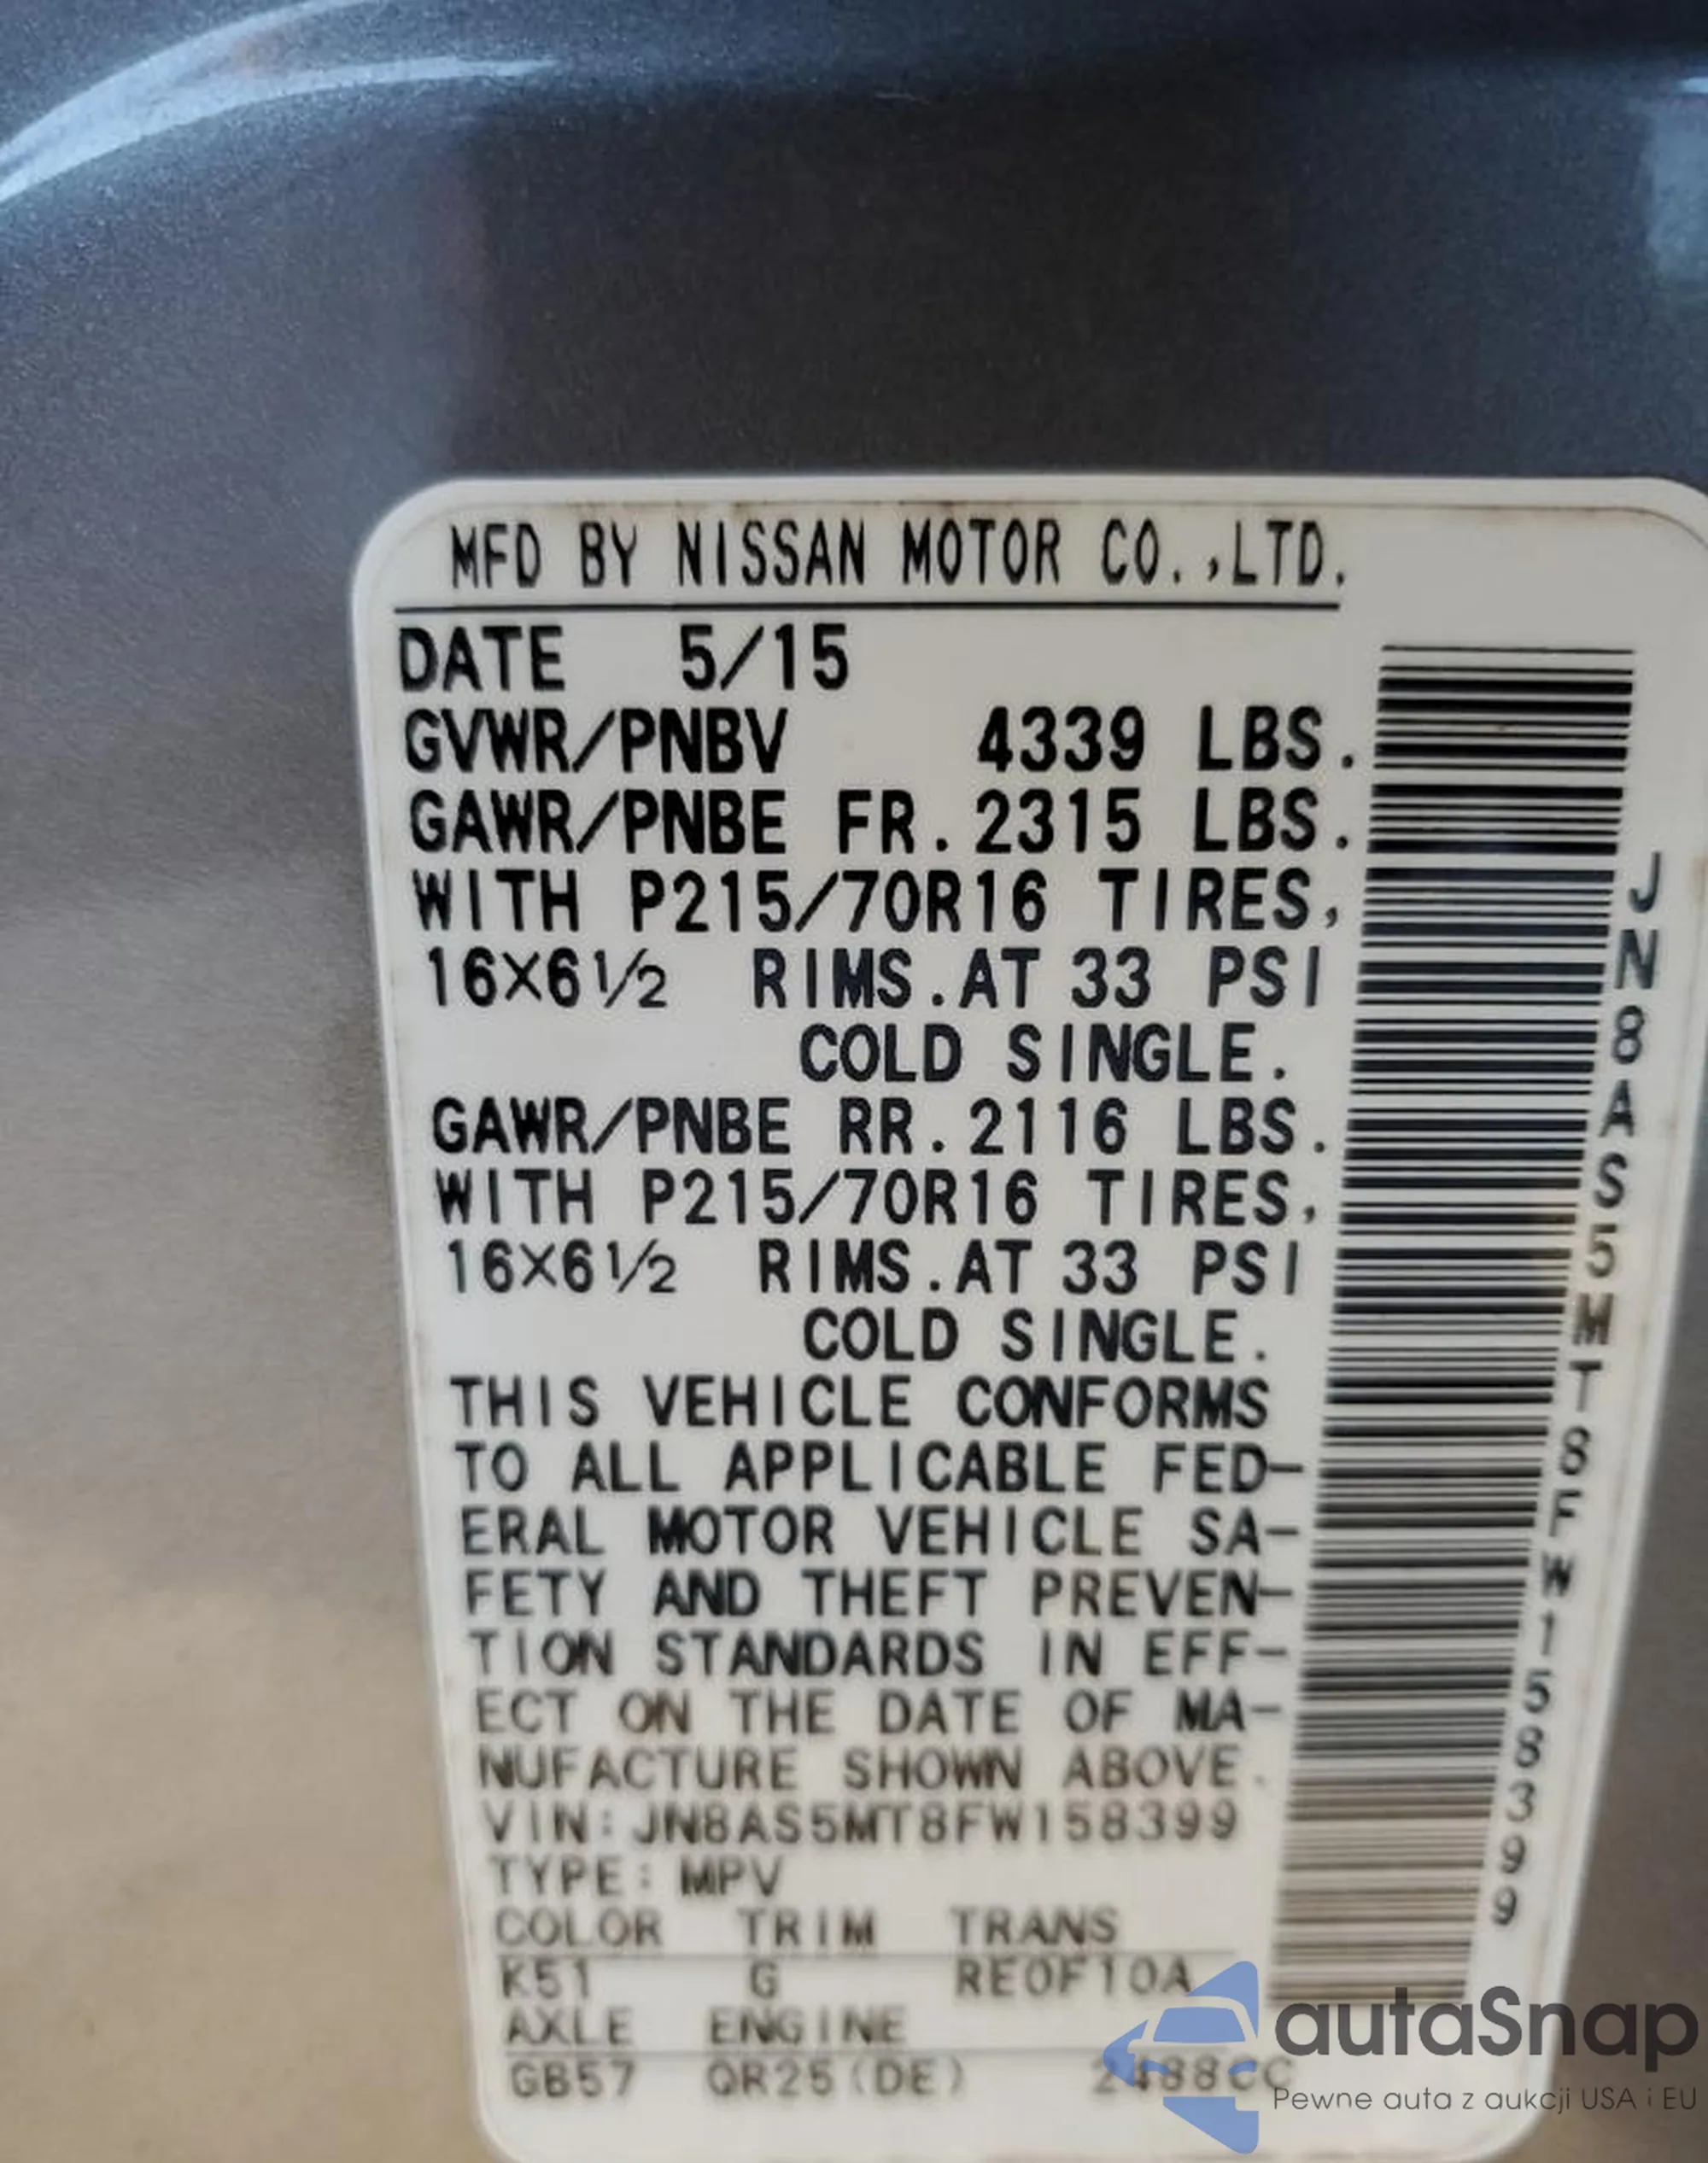 MFD BY NISSAN MOTOR CO.,LTD.
DATE 5/15
GVWR/PNBV 4339 LBS.
GAWR/PNBE FR.2315 LBS.
WITH P215/70R16 TIRES,
16×6½ RIMS.AT 33 PSI
COLD SINGLE.
GAWR/PNBE RR.2116 LBS.
WITH P215/70R16 TIRES,
16×6½ RIMS.AT 33 PSI
COLD SINGLE.
THIS VEHICLE CONFORMS
TO ALL APPLICABLE FED-
ERAL MOTOR VEHICLE SA-
FETY AND THEFT PREVEN-
TION STANDARDS IN EFF-
ECT ON THE DATE OF MA-
NUFACTURE SHOWN ABOVE.
VIN:JN8AS5MT8FW158399
TYPE:MPV
COLOR TRIM TRANS
K51 G RE0F10A
AXLE ENGINE
GB57 QR25(DE) 2488CC
JN8AS5MT8FW158399
autaSnap
Pewne auta z aukcji USA i EU